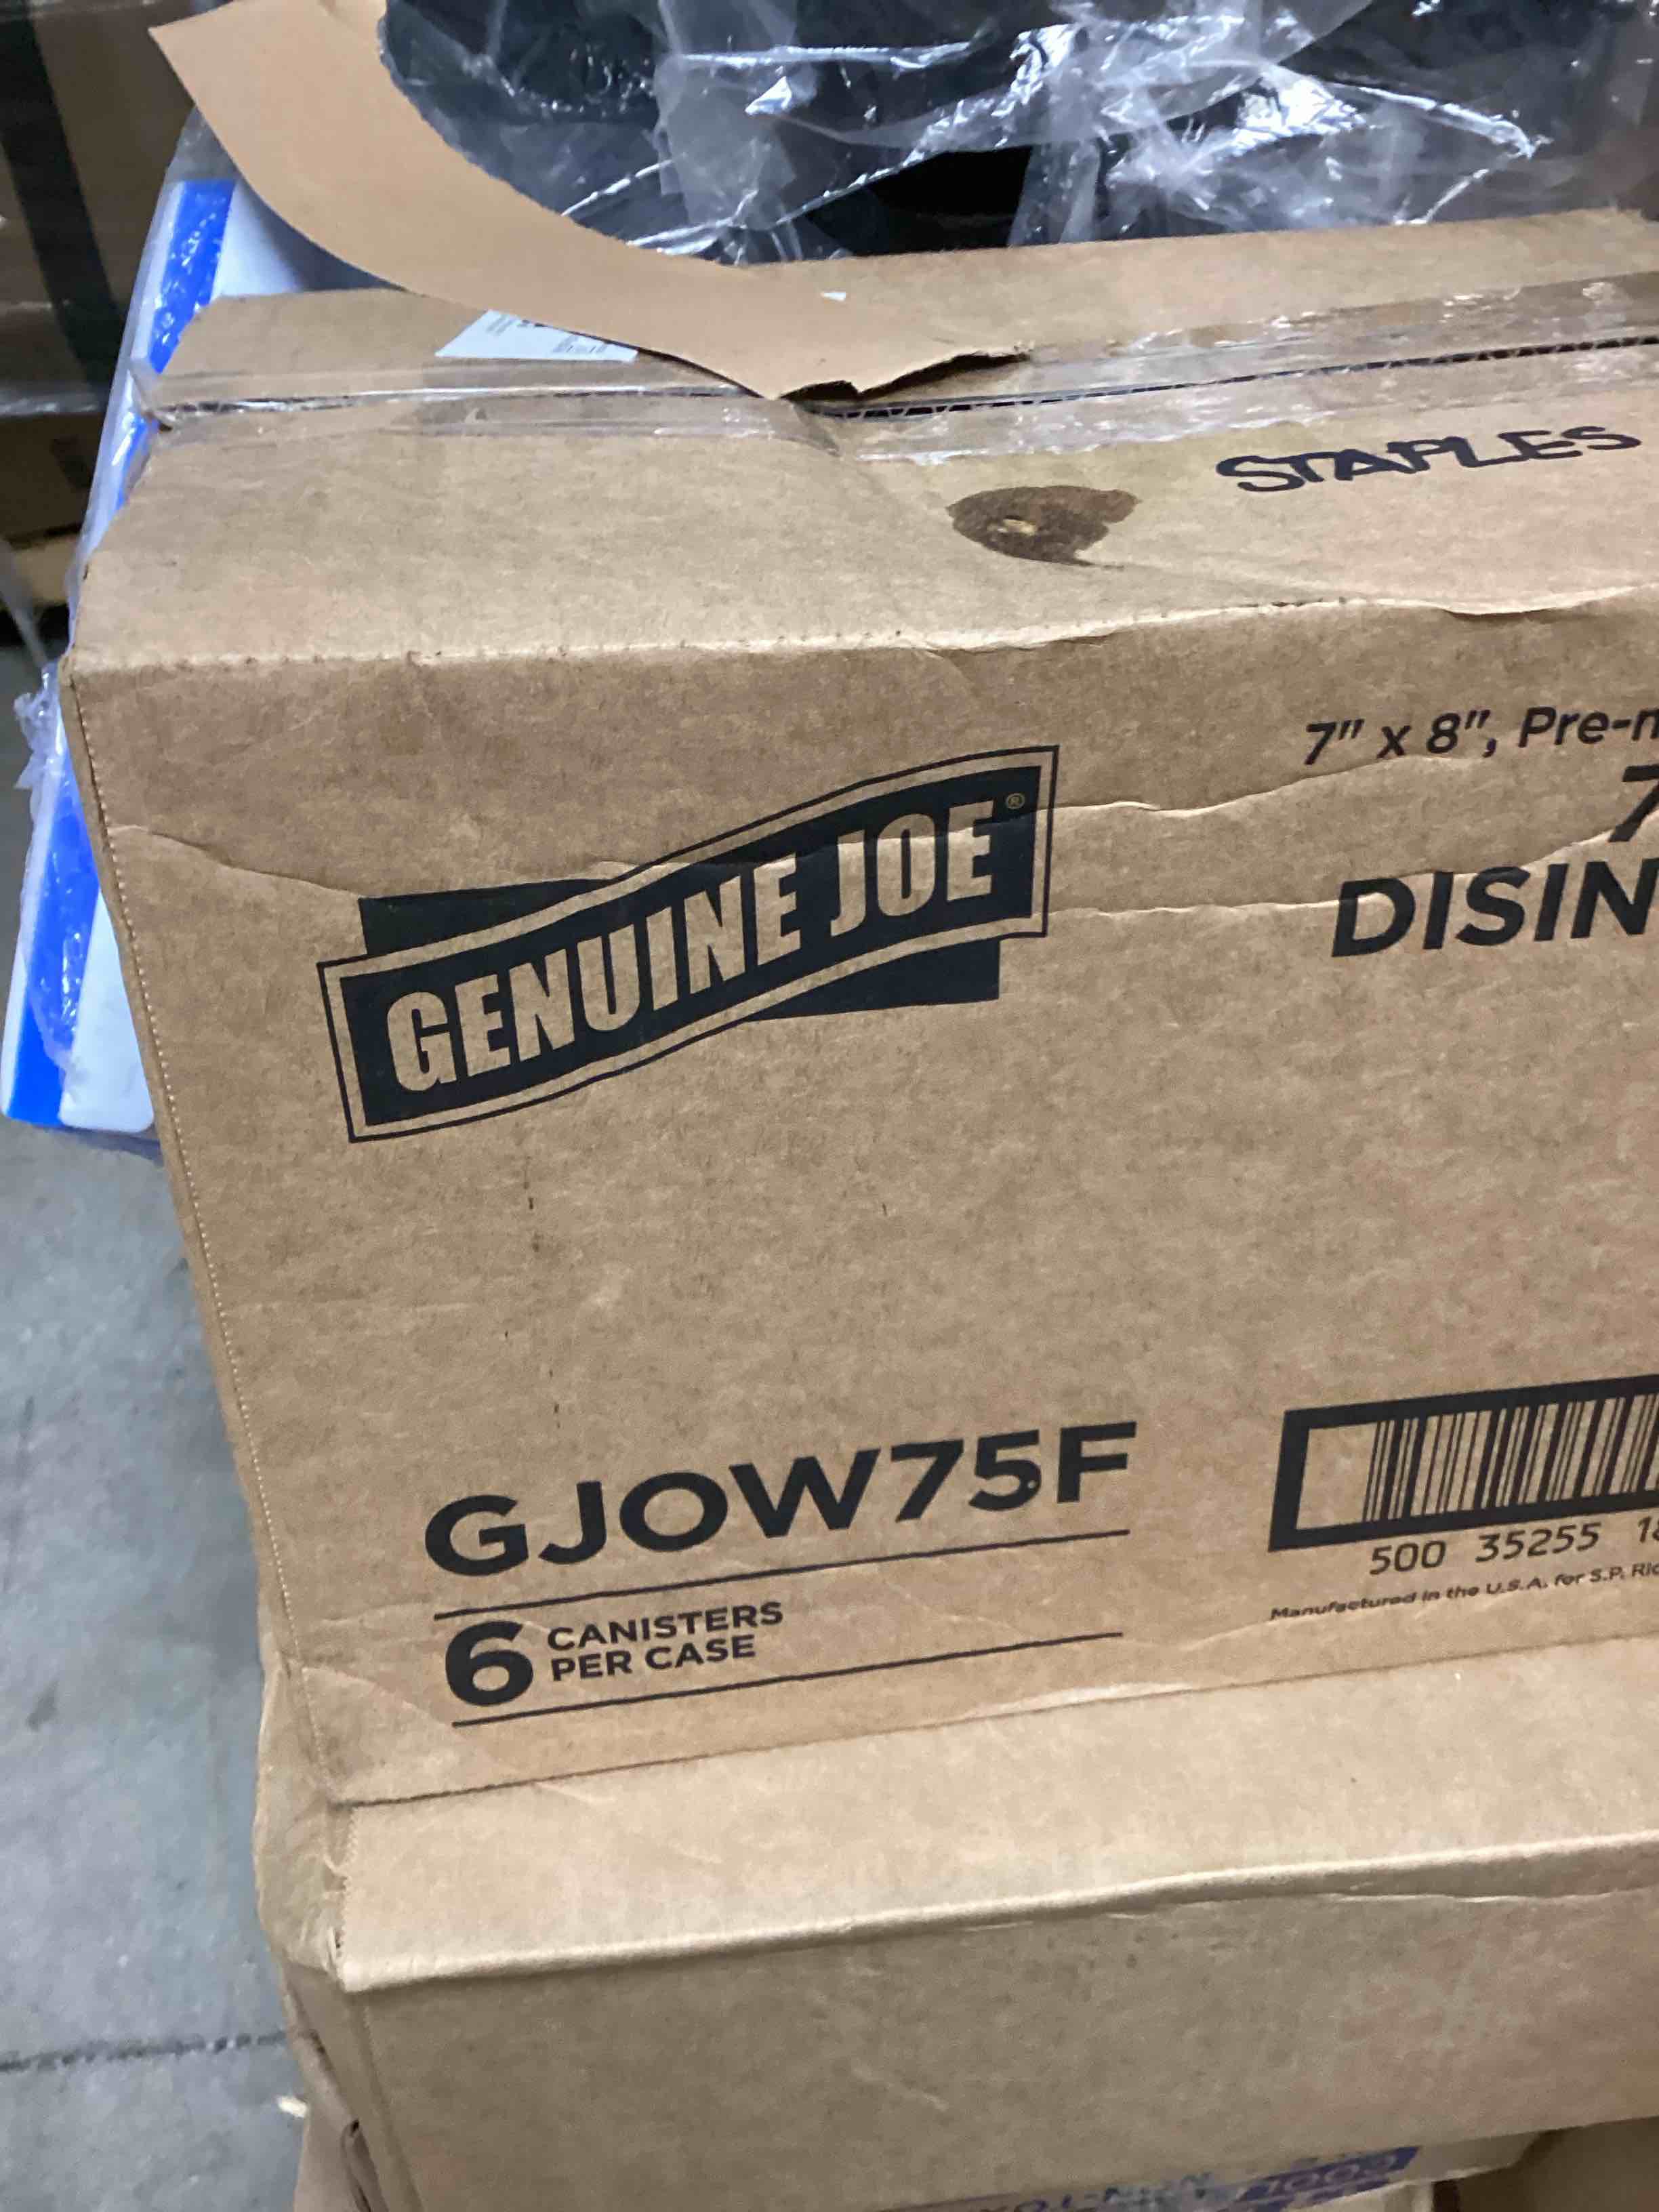 STAPLES
7" x 8", Pre-
7
GENUINE JOE®
DISIN
GJOW75F
6 CANISTERS
PER CASE
500 35255
Manufactured in the U.S.A. for S.P. Ric